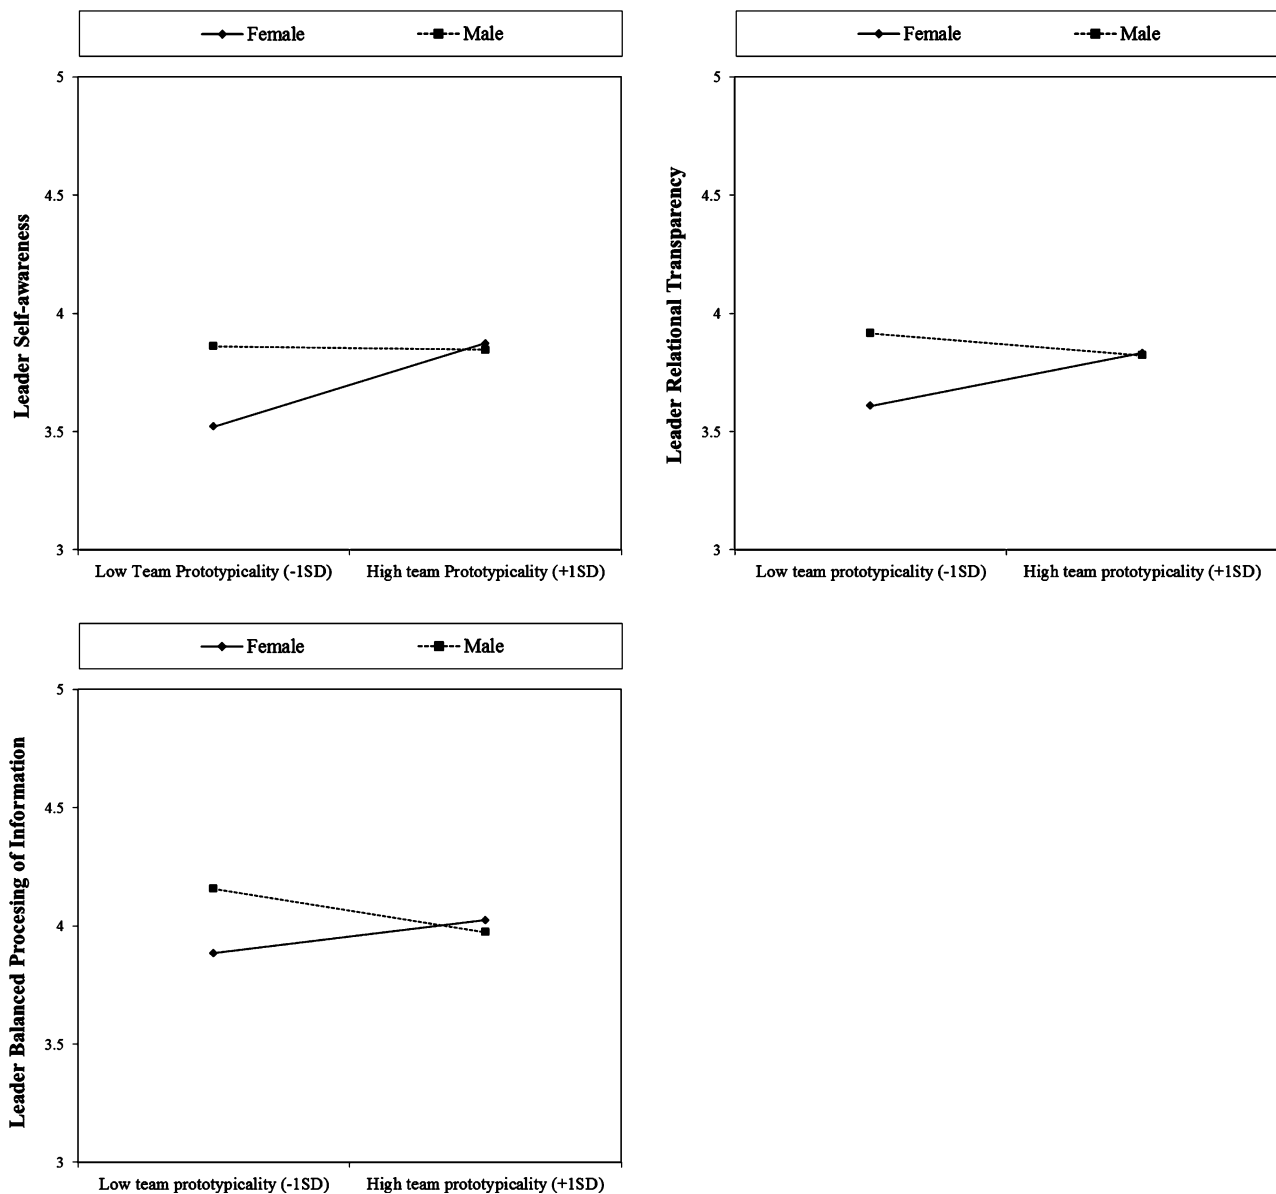 Female Male
5
4.5
4
3.5
3
Leader Self-awareness
Low Team Prototypicality (-1SD) High team Prototypicality (+1SD)
Female Male
5
4.5
4
3.5
3
Leader Relational Transparency
Low team prototypicality (-1SD) High team prototypicality (+1SD)
Female Male
5
4.5
4
3.5
3
Leader Balanced Procesing of Information
Low team prototypicality (-1SD) High team prototypicality (+1SD)